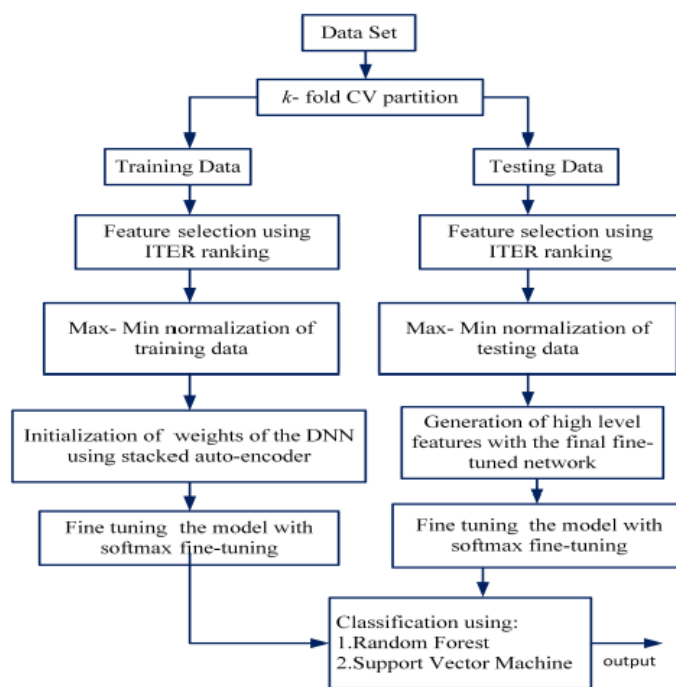 Data Set
k- fold CV partition
Training Data
Testing Data
Feature selection using
ITER ranking
Feature selection using
ITER ranking
Max- Min normalization of
training data
Max- Min normalization of
testing data
Initialization of weights of the DNN
using stacked auto-encoder
Generation of high level
features with the final fine-
tuned network
Fine tuning the model with
softmax fine-tuning
Fine tuning the model with
softmax fine-tuning
Classification using:
1.Random Forest
2.Support Vector Machine
output